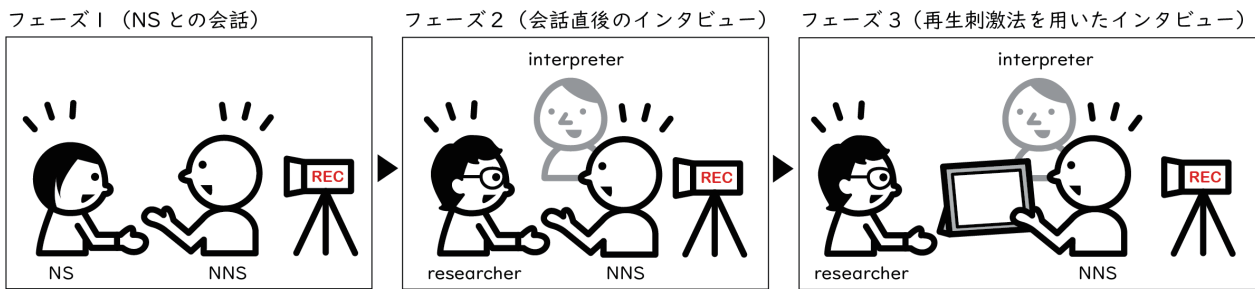 フェーズ1（NSとの会話）
フェーズ2（会話直後のインタビュー）
フェーズ3（再生刺激法を用いたインタビュー）
REC
NS
NNS
interpreter
REC
researcher
NNS
interpreter
REC
researcher
NNS